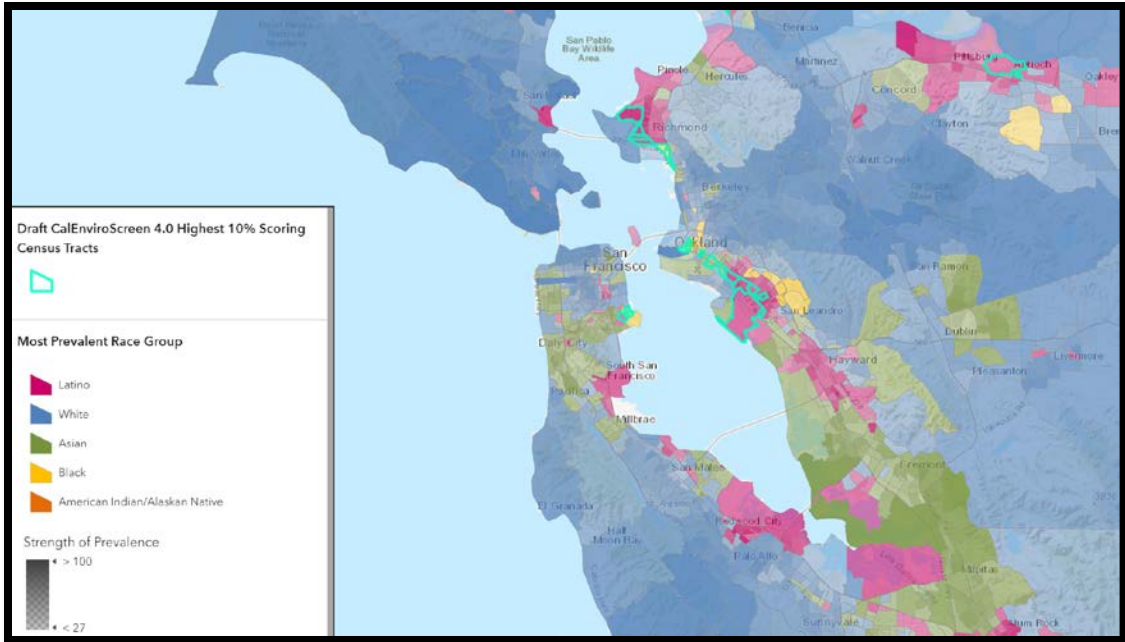 Draft CalEnviroScreen 4.0 Highest 10% Scoring
Census Tracts
Most Prevalent Race Group
Latino
White
Asian
Black
American Indian/Alaskan Native
Strength of Prevalence
> 100
< 27
San Pablo
Bay Wildlife
Area
Benicia
Martinez
Pittsburg
Antioch
Oakley
Pinole
Hercules
Concord
Clayton
Richmond
Walnut Creek
Berkeley
Oakland
San
Francisco
San Ramon
San Leandro
Daly City
Dublin
Livermore
Pleasanton
Hayward
South San
Francisco
Pacifica
Millbrae
San Mateo
Fremont
El Granada
Half
Moon Bay
Redwood City
Palo Alto
Milpitas
Sunnyvale